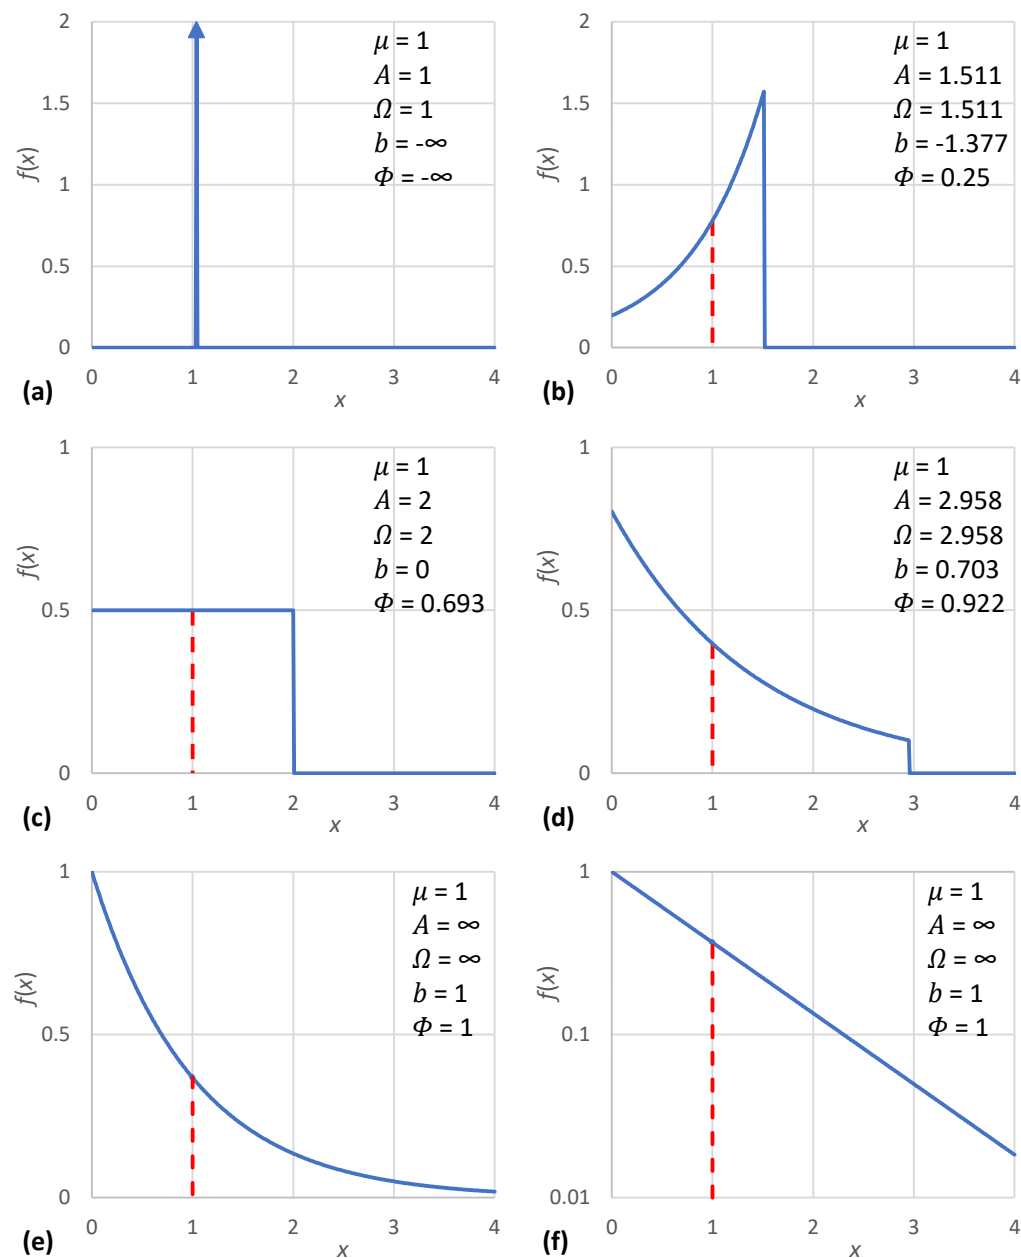 2
1.5
1
0.5
0
f(x)
μ = 1
A = 1
Ω = 1
b = -∞
Φ = -∞
0 1 2 3 4
x
(a)
2
1.5
1
0.5
0
f(x)
μ = 1
A = 1.511
Ω = 1.511
b = -1.377
Φ = 0.25
0 1 2 3 4
x
(b)
1
0.5
0
f(x)
μ = 1
A = 2
Ω = 2
b = 0
Φ = 0.693
0 1 2 3 4
x
(c)
1
0.5
0
f(x)
μ = 1
A = 2.958
Ω = 2.958
b = 0.703
Φ = 0.922
0 1 2 3 4
x
(d)
1
0.5
0
f(x)
μ = 1
A = ∞
Ω = ∞
b = 1
Φ = 1
0 1 2 3 4
x
(e)
1
0.1
0.01
f(x)
μ = 1
A = ∞
Ω = ∞
b = 1
Φ = 1
0 1 2 3 4
x
(f)